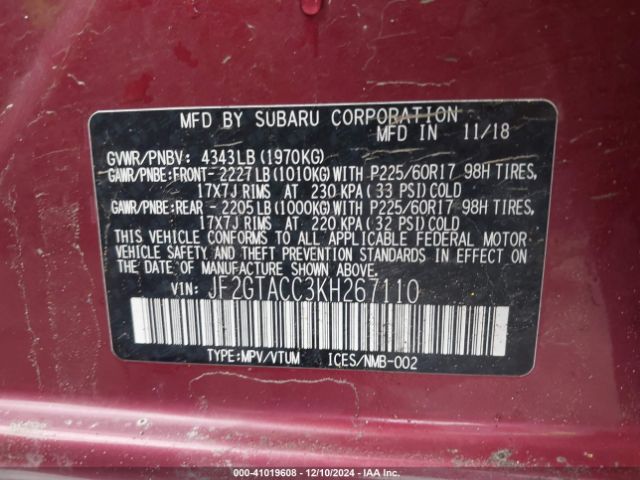 MFD BY SUBARU CORPORATION
MFD IN 11/18
GVWR/PNBV: 4343LB (1970KG)
GAWR/PNBE:FRONT- 2227LB (1010KG) WITH P225/60R17 98H TIRES,
17X7J RIMS AT 230 KPA (33 PSI) COLD
GAWR/PNBE:REAR - 2205LB (1000KG) WITH P225/60R17 98H TIRES,
17X7J RIMS AT 220 KPA (32 PSI) COLD
THIS VEHICLE CONFORMS TO ALL APPLICABLE FEDERAL MOTOR
VEHICLE SAFETY AND THEFT PREVENTION STANDARDS IN EFFECT
ON THE DATE OF MANUFACTURE SHOWN ABOVE.
VIN: JF2GTACC3KH267110
TYPE:MPV/VTUM ICES/NMB-002
000-41019608 - 12/10/2024 - IAA Inc.